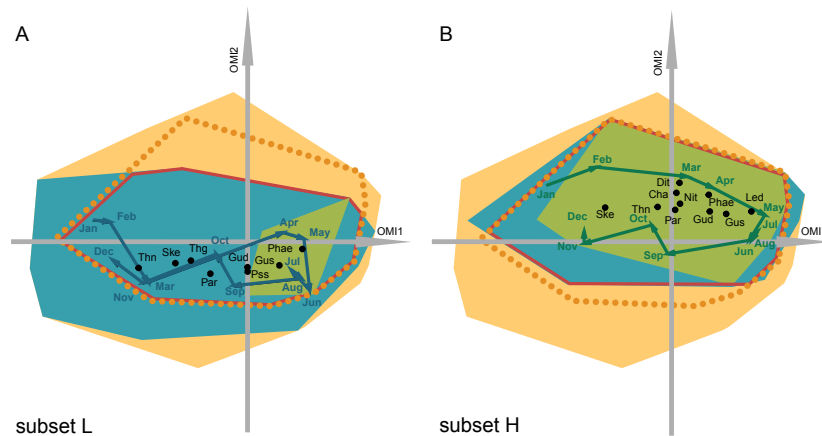 A
OMI2
Jan
Feb
Dec
Thn
Ske
Thg
Oct
Apr
May
OMI1
Phae
Gud
Gus
Jul
Pss
Nov
Mar
Par
Sep
Aug
Jun
subset L
B
OMI2
Feb
Mar
Jan
Dit
Apr
Cha
Nit
Led
Phae
Ske
Thn
Par
Gud
Gus
May
Dec
Oct
Jul
OMI
Nov
Sep
Jun
Aug
subset H